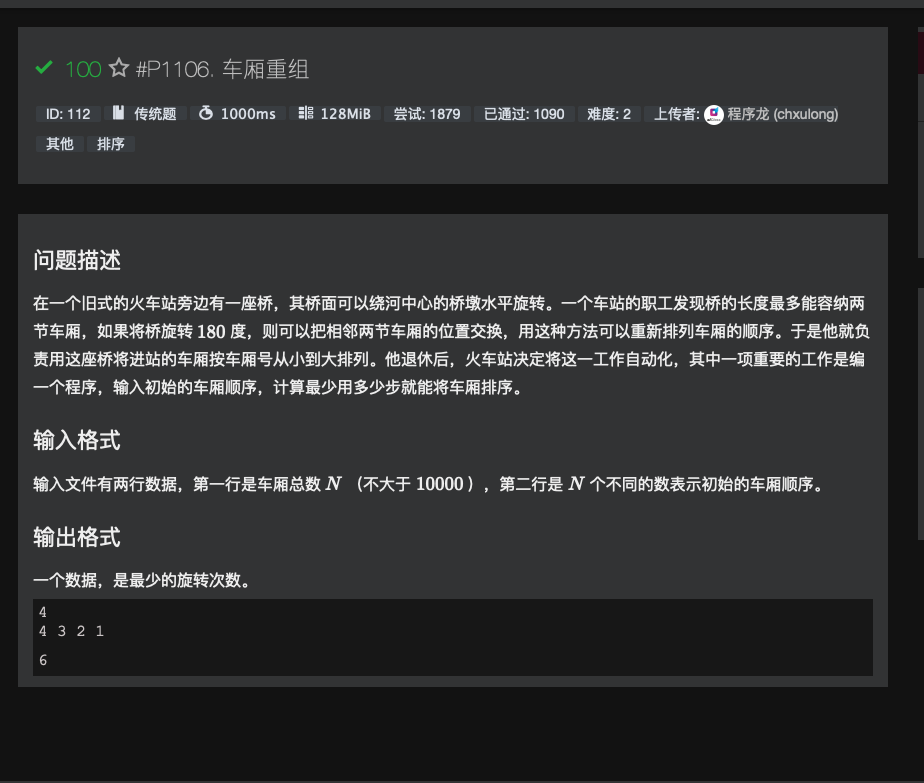 100 #P1106. 车厢重组
ID: 112 传统题 1000ms 128MiB 尝试: 1879 已通过: 1090 难度: 2 上传者: 程序龙 (chxulong)
其他 排序
问题描述
在一个旧式的火车站旁边有一座桥，其桥面可以绕河中心的桥墩水平旋转。一个车站的职工发现桥的长度最多能容纳两
节车厢，如果将桥旋转 180 度，则可以把相邻两节车厢的位置交换，用这种方法可以重新排列车厢的顺序。于是他就负
责用这座桥将进站的车厢按车厢号从小到大排列。他退休后，火车站决定将这一工作自动化，其中一项重要的工作是编
一个程序，输入初始的车厢顺序，计算最少用多少步就能将车厢排序。
输入格式
输入文件有两行数据，第一行是车厢总数 N （不大于 10000），第二行是 N 个不同的数表示初始的车厢顺序。
输出格式
一个数据，是最少的旋转次数。
4
4 3 2 1
6